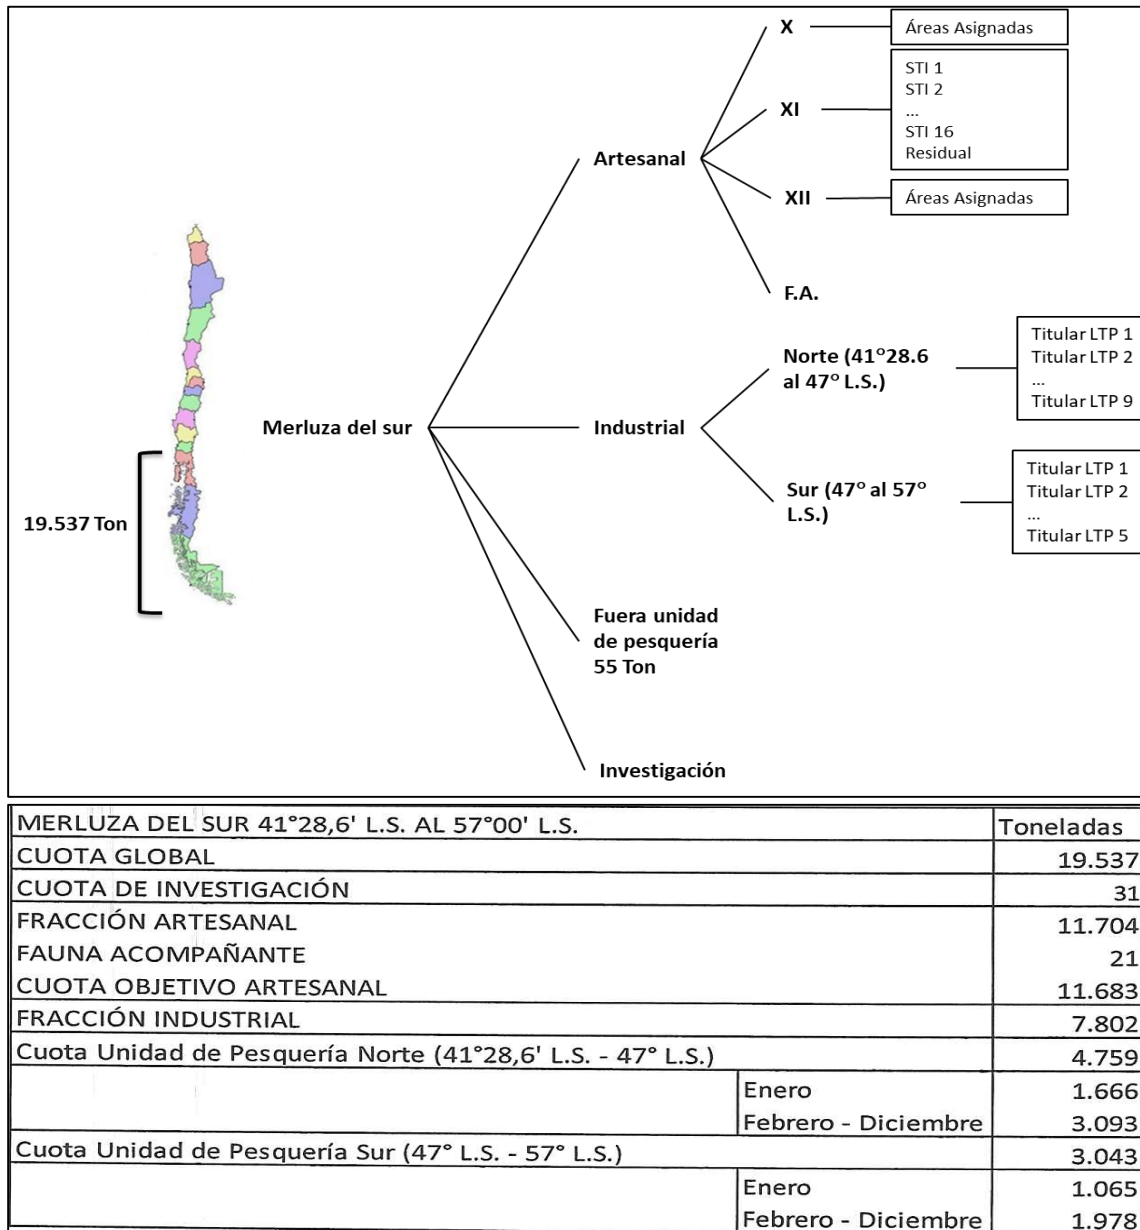 X
Áreas Asignadas
STI 1
STI 2
...
STI 16
Residual
XI
Artesanal
XII
Áreas Asignadas
F.A.
Norte (41°28.6
al 47° L.S.)
Titular LTP 1
Titular LTP 2
...
Titular LTP 9
Merluza del sur
Industrial
Sur (47° al 57°
L.S.)
Titular LTP 1
Titular LTP 2
...
Titular LTP 5
19.537 Ton
Fuera unidad
de pesquería
55 Ton
Investigación
MERLUZA DEL SUR 41°28,6' L.S. AL 57°00' L.S. Toneladas
CUOTA GLOBAL 19.537
CUOTA DE INVESTIGACIÓN 31
FRACCIÓN ARTESANAL 11.704
FAUNA ACOMPAÑANTE 21
CUOTA OBJETIVO ARTESANAL 11.683
FRACCIÓN INDUSTRIAL 7.802
Cuota Unidad de Pesquería Norte (41°28,6' L.S. - 47° L.S.) 4.759
Enero 1.666
Febrero - Diciembre 3.093
Cuota Unidad de Pesquería Sur (47° L.S. - 57° L.S.) 3.043
Enero 1.065
Febrero - Diciembre 1.978